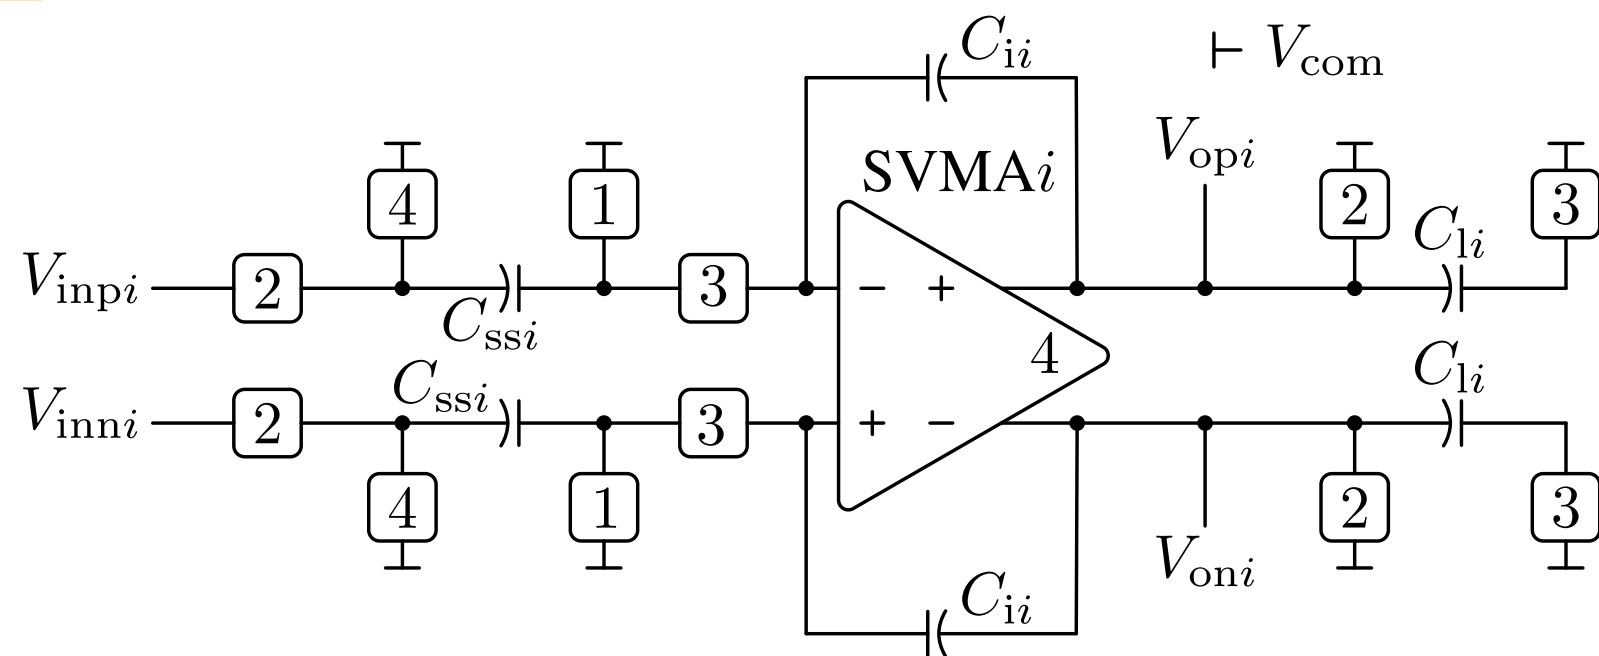 C_ii
⊢ V_com
V_opi
SVMAi
4 1 2 3
V_inpi 2 C_ssi 3 − + C_li
4
V_inni 2 C_ssi 3 + − C_li
4 1 2 3
V_oni
C_ii